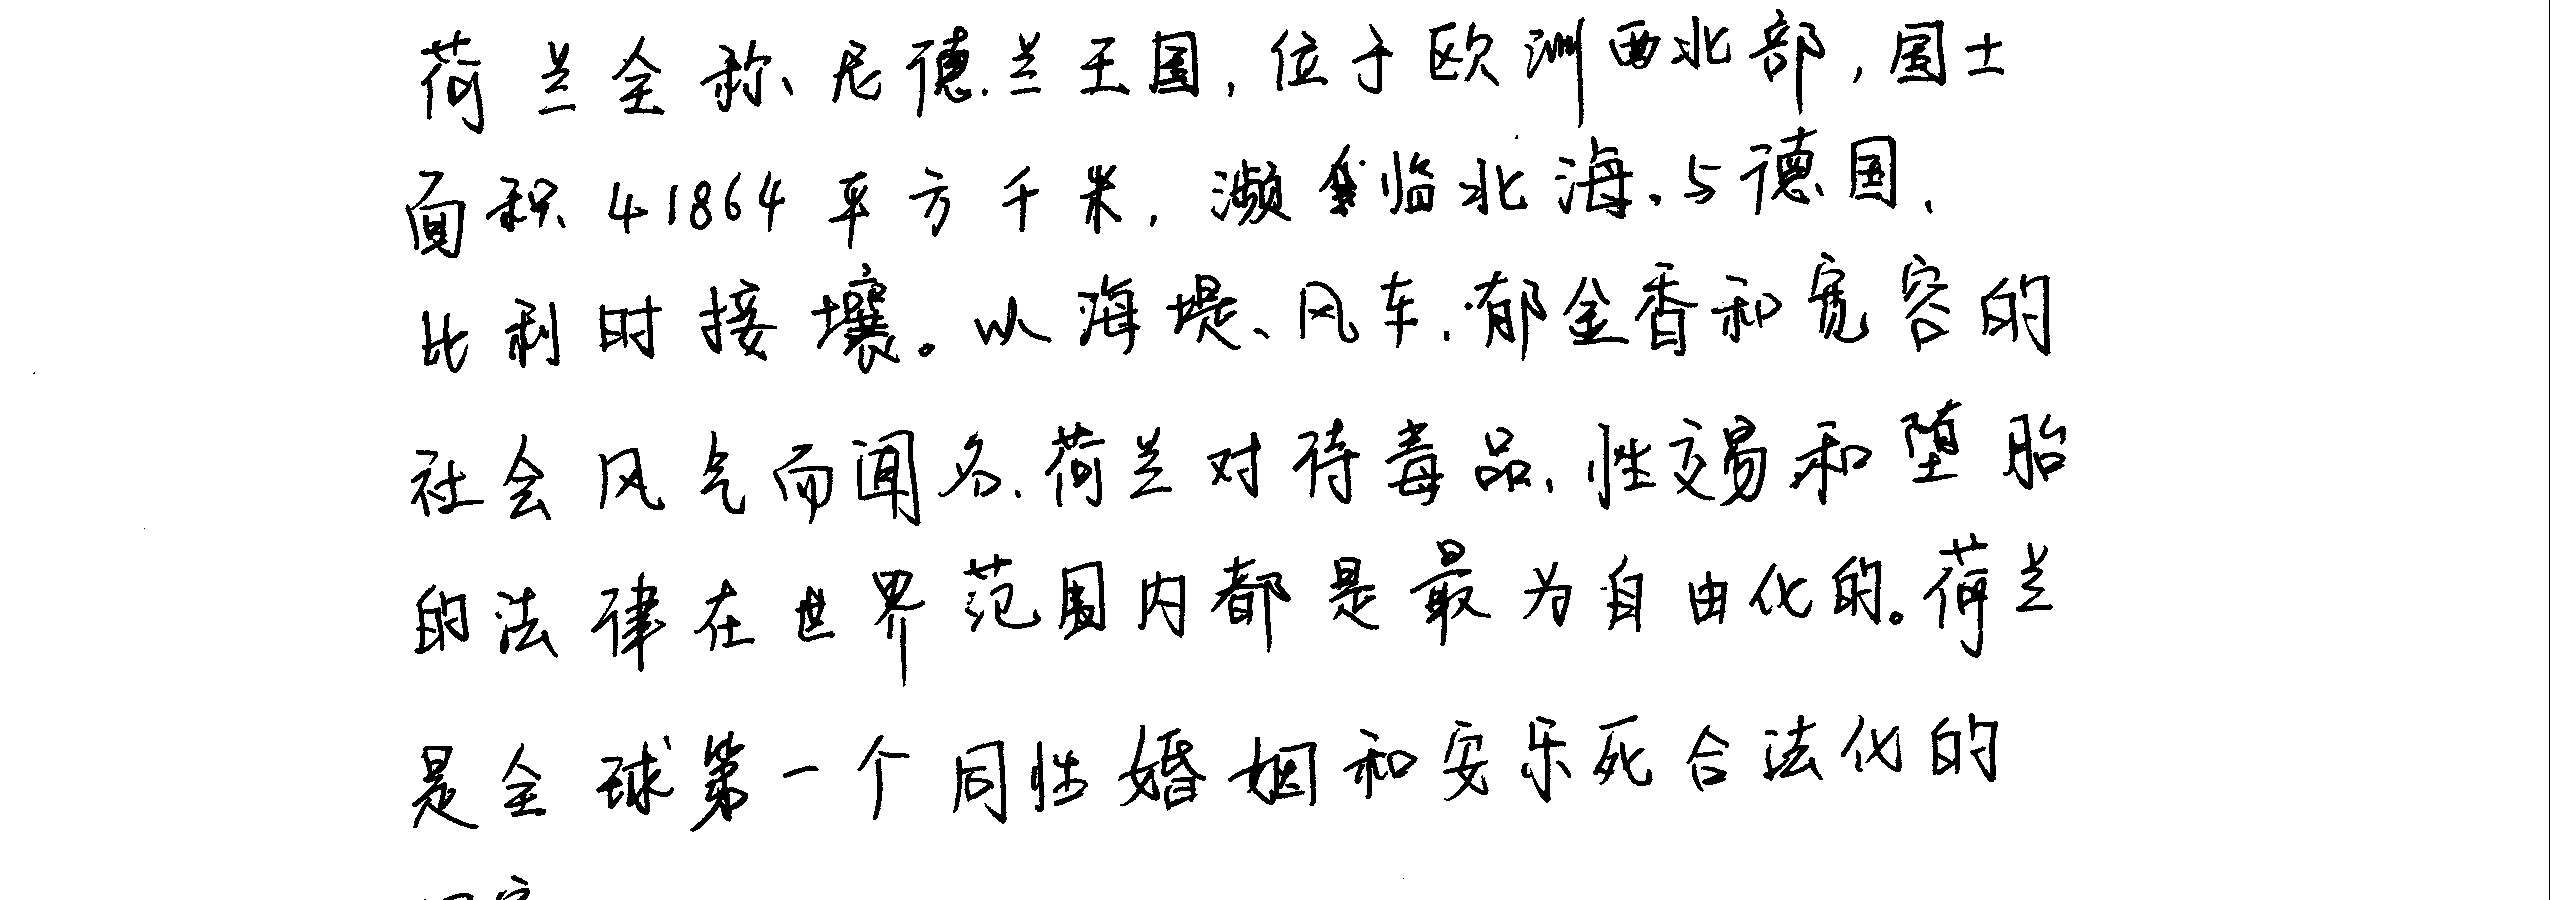 荷兰全称尼德兰王国,位于欧洲西北部,国土
面积41864平方千米,濒临北海、与德国、
比利时接壤。以海堤、风车、郁金香和宽容的
社会风气而闻名.荷兰对待毒品、性交易和堕胎
的法律在世界范围内都是最为自由化的。荷兰
是全球第一个同性婚姻和安乐死合法化的